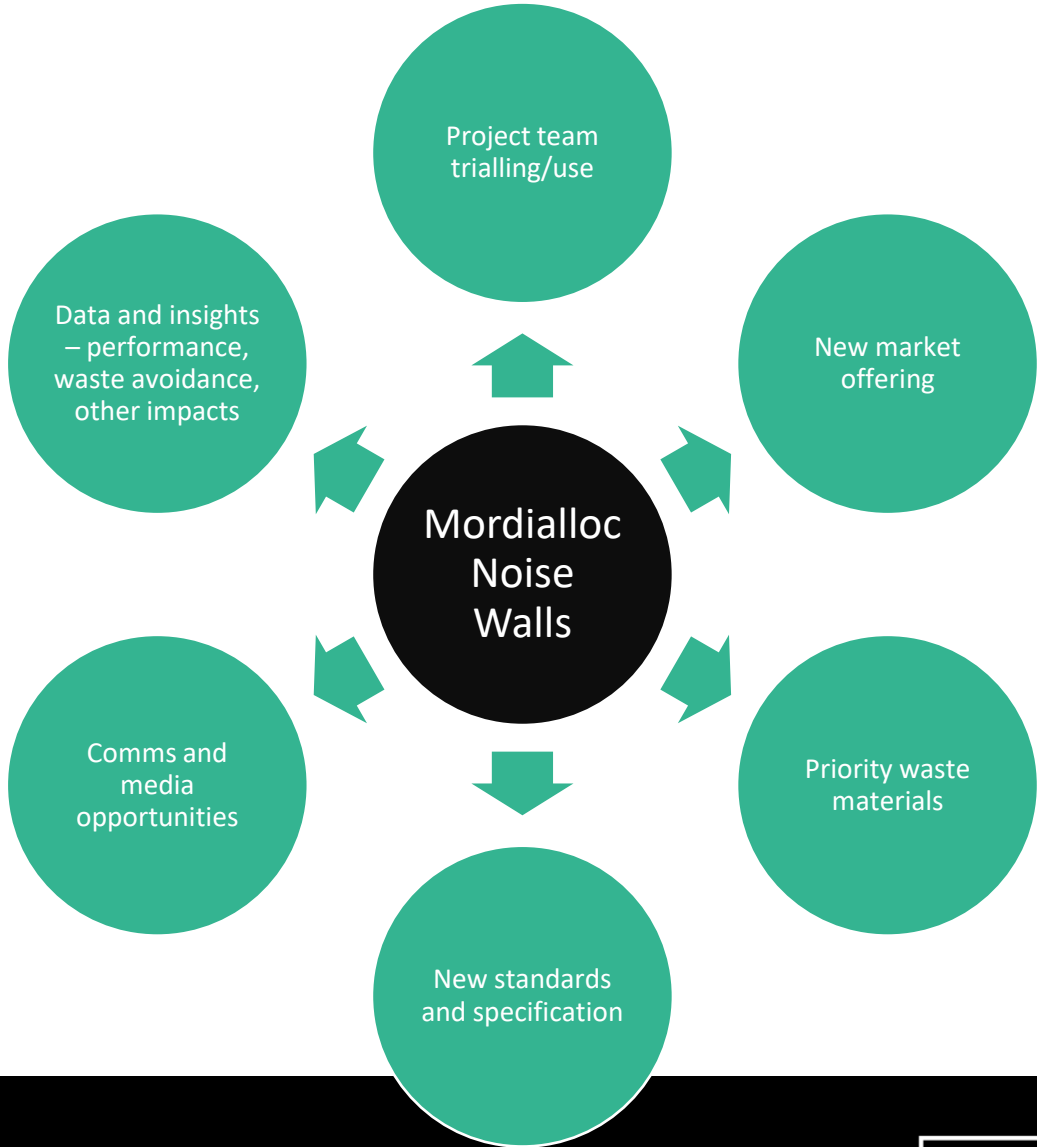 Project team
trialling/use
Data and insights
– performance,
waste avoidance,
other impacts
New market
offering
Mordialloc
Noise
Walls
Comms and
media
opportunities
Priority waste
materials
New standards
and specification